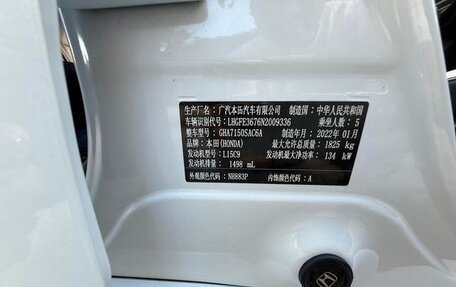 生产厂名：广汽本田汽车有限公司 制造国：中华人民共和国
车辆识别代号：LHGFE3676N2009336 乘坐人数：5
整车型号：GHA7150SAC6A 制造年月：2022年01月
品牌：本田(HONDA) 最大允许总质量：1825 kg
发动机型号：L15C9 发动机最大净功率：134 kW
发动机排量：1498 mL
外观颜色代码：NH883P 内饰颜色代码：A